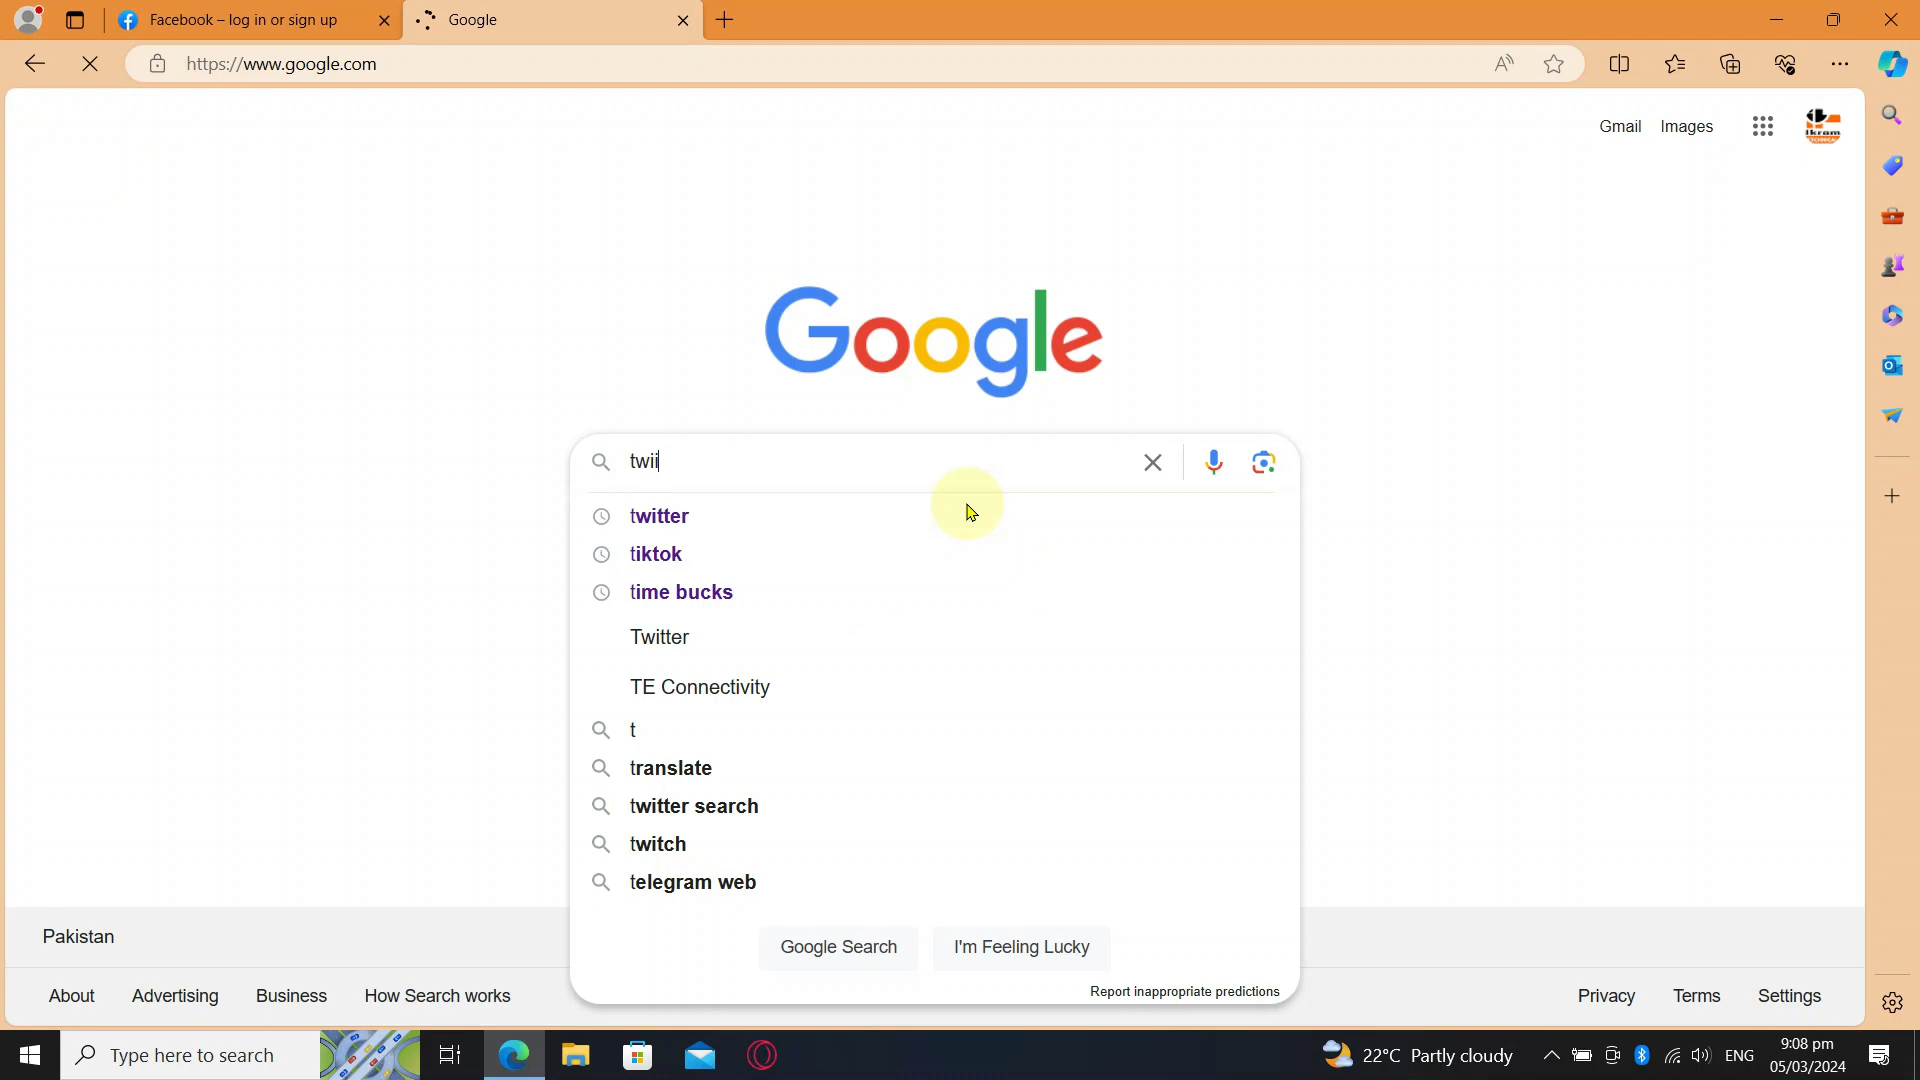 Facebook – log in or sign up
Google
https://www.google.com
Gmail
Images
Ikram
Google
twii
twitter
tiktok
time bucks
Twitter
TE Connectivity
t
translate
twitter search
twitch
telegram web
Google Search
I'm Feeling Lucky
Report inappropriate predictions
Pakistan
About
Advertising
Business
How Search works
Privacy
Terms
Settings
Type here to search
22°C Partly cloudy
ENG
9:08 pm
05/03/2024